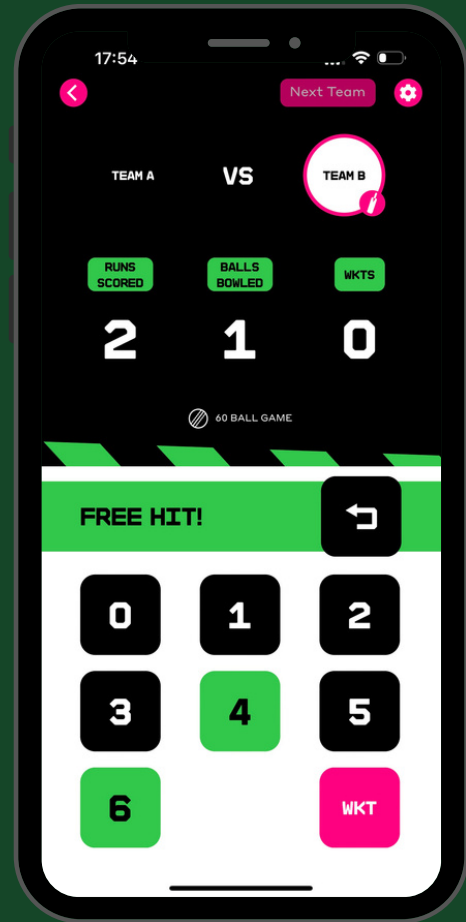 17:54
Next Team
TEAM A
VS
TEAM B
RUNS
SCORED
BALLS
BOWLED
WKTS
2
1
0
60 BALL GAME
FREE HIT!
0
1
2
3
4
5
6
WKT